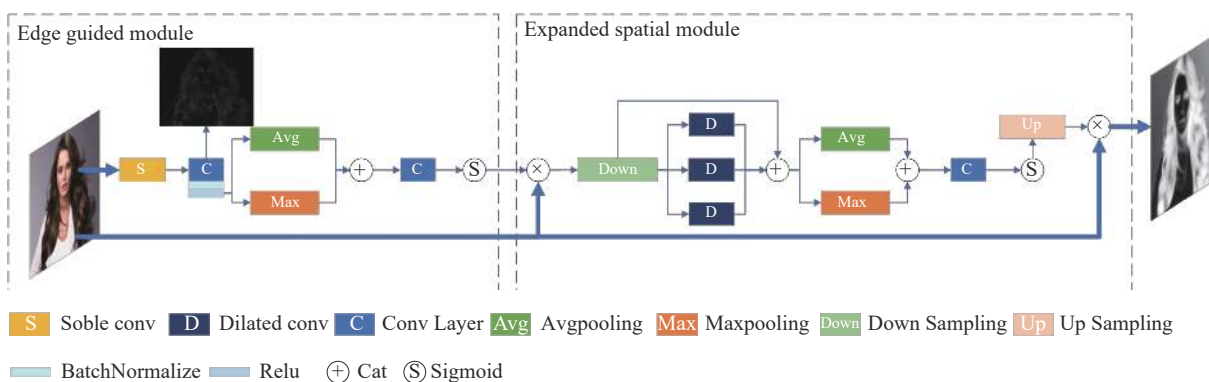 Edge guided module
Expanded spatial module
S C Avg Max + C S × Down D D D + Avg Max + C S Up ×
S Soble conv D Dilated conv C Conv Layer Avg Avgpooling Max Maxpooling Down Down Sampling Up Up Sampling
BatchNormalize Relu + Cat S Sigmoid